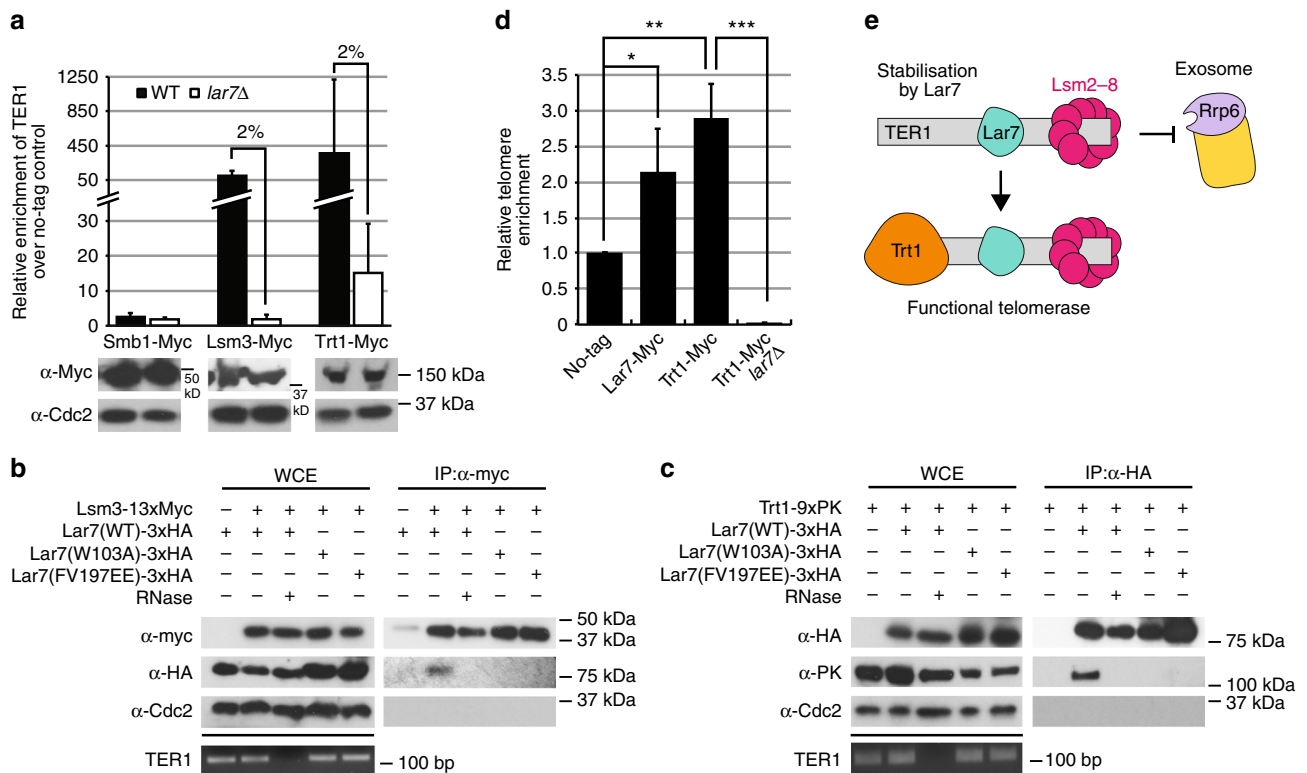 a
2%
2%
1250
850
450
50
30
20
10
0
Relative enrichment of TER1
over no-tag control
WT lar7Δ
Smb1-Myc Lsm3-Myc Trt1-Myc
α-Myc
50
kD
37
kD
150 kDa
α-Cdc2
37 kDa
d
** ***
*
3.5
3.0
2.5
2.0
1.5
1.0
0.5
0
Relative telomere
enrichment
No-tag
Lar7-Myc
Trt1-Myc
Trt1-Myc
lar7Δ
e
Stabilisation
by Lar7
Lsm2–8
Exosome
Rrp6
TER1
Lar7
Trt1
Functional telomerase
b
WCE IP:α-myc
Lsm3-13xMyc – + + + + – + + + +
Lar7(WT)-3xHA + + + – – + + + – –
Lar7(W103A)-3xHA – – – + – – – – + –
Lar7(FV197EE)-3xHA – – – – + – – – – +
RNase – – + – – – – + – –
α-myc
50 kDa
37 kDa
α-HA
75 kDa
α-Cdc2
37 kDa
TER1
100 bp
c
WCE IP:α-HA
Trt1-9xPK + + + + + + + + + +
Lar7(WT)-3xHA – + + – – – + + – –
Lar7(W103A)-3xHA – – – + – – – – + –
Lar7(FV197EE)-3xHA – – – – + – – – – +
RNase – – + – – – – + – –
α-HA
75 kDa
α-PK
100 kDa
α-Cdc2
37 kDa
TER1
100 bp